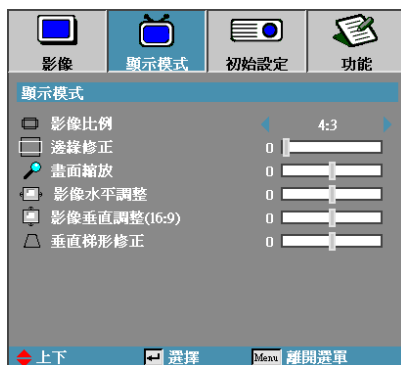 影像 顯示模式 初始設定 功能
顯示模式
影像比例 4:3
邊緣修正 0
畫面縮放 0
影像水平調整 0
影像垂直調整(16:9) 0
垂直梯形修正 0
上下 選擇 Menu 離開選單